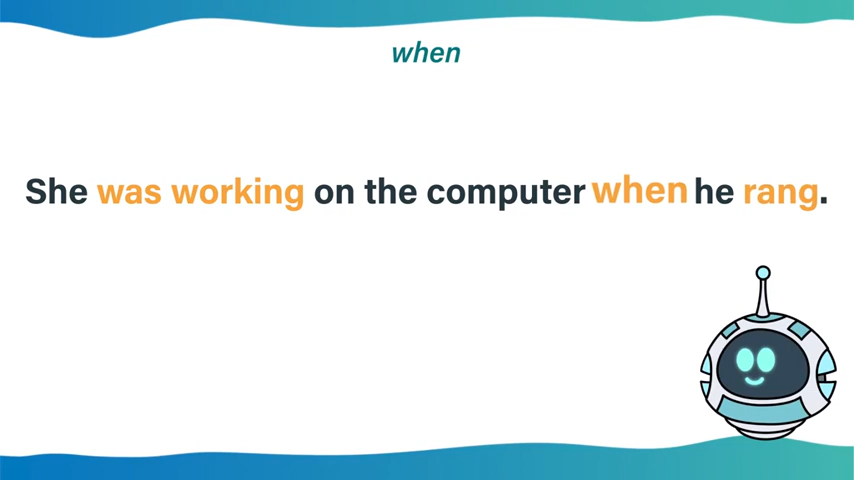 when
She was working on the computer when he rang.